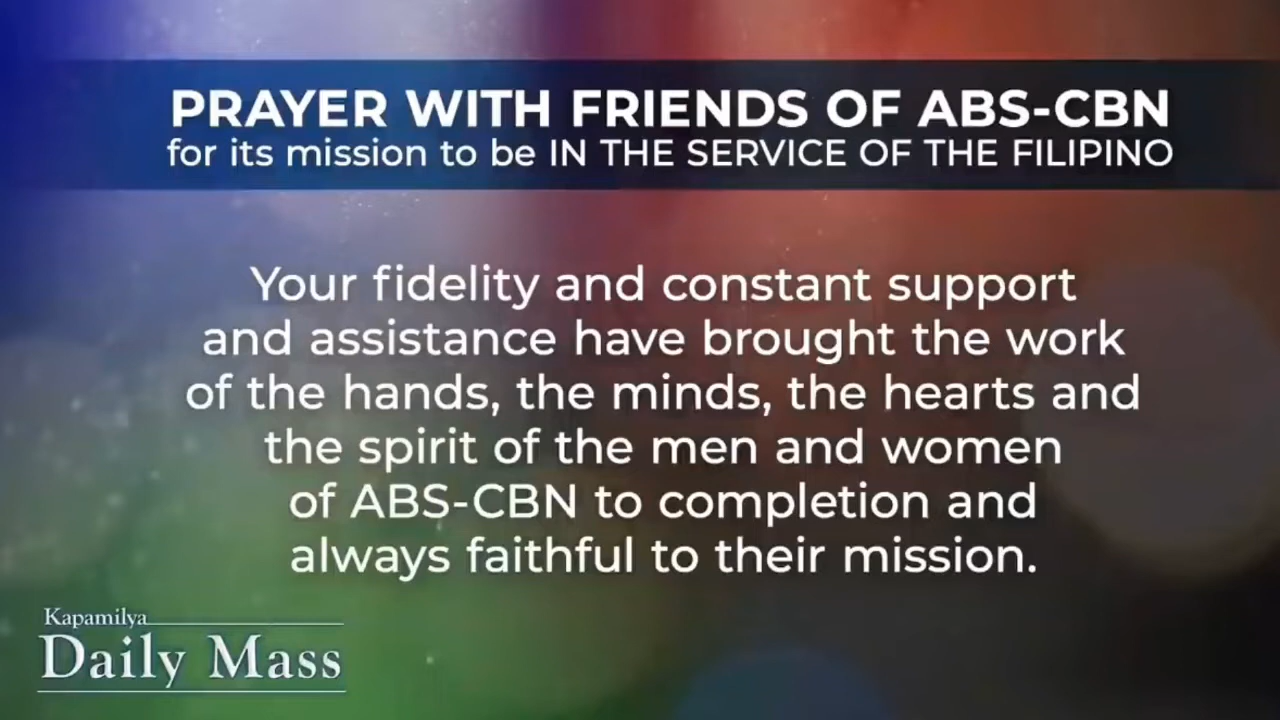 PRAYER WITH FRIENDS OF ABS-CBN
for its mission to be IN THE SERVICE OF THE FILIPINO
Your fidelity and constant support
and assistance have brought the work
of the hands, the minds, the hearts and
the spirit of the men and women
of ABS-CBN to completion and
always faithful to their mission.
Kapamilya
Daily Mass